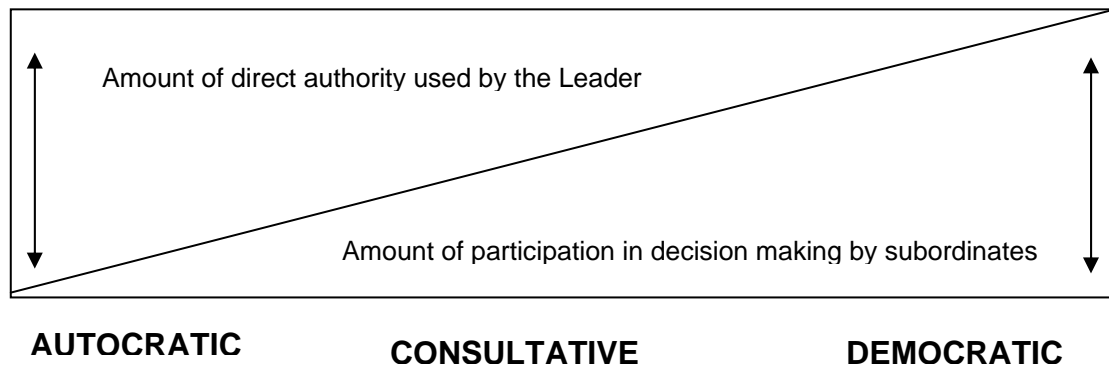 Amount of direct authority used by the Leader
Amount of participation in decision making by subordinates
AUTOCRATIC
CONSULTATIVE
DEMOCRATIC